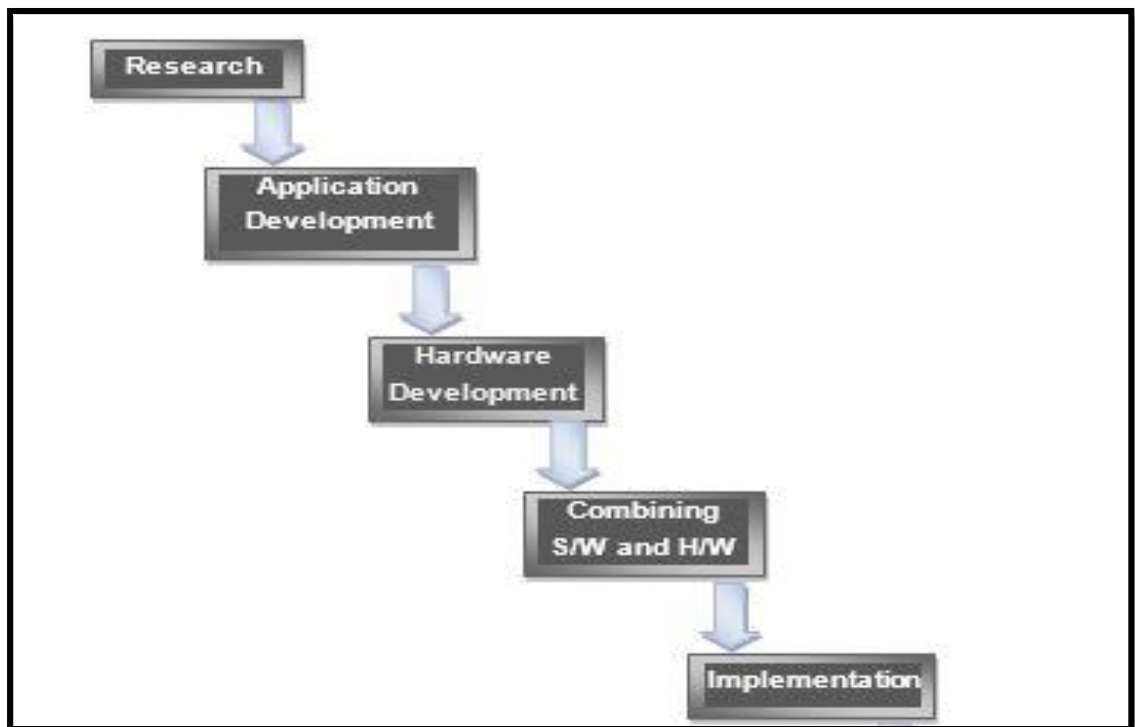 Research
Application
Development
Hardware
Development
Combining
S/W and H/W
Implementation